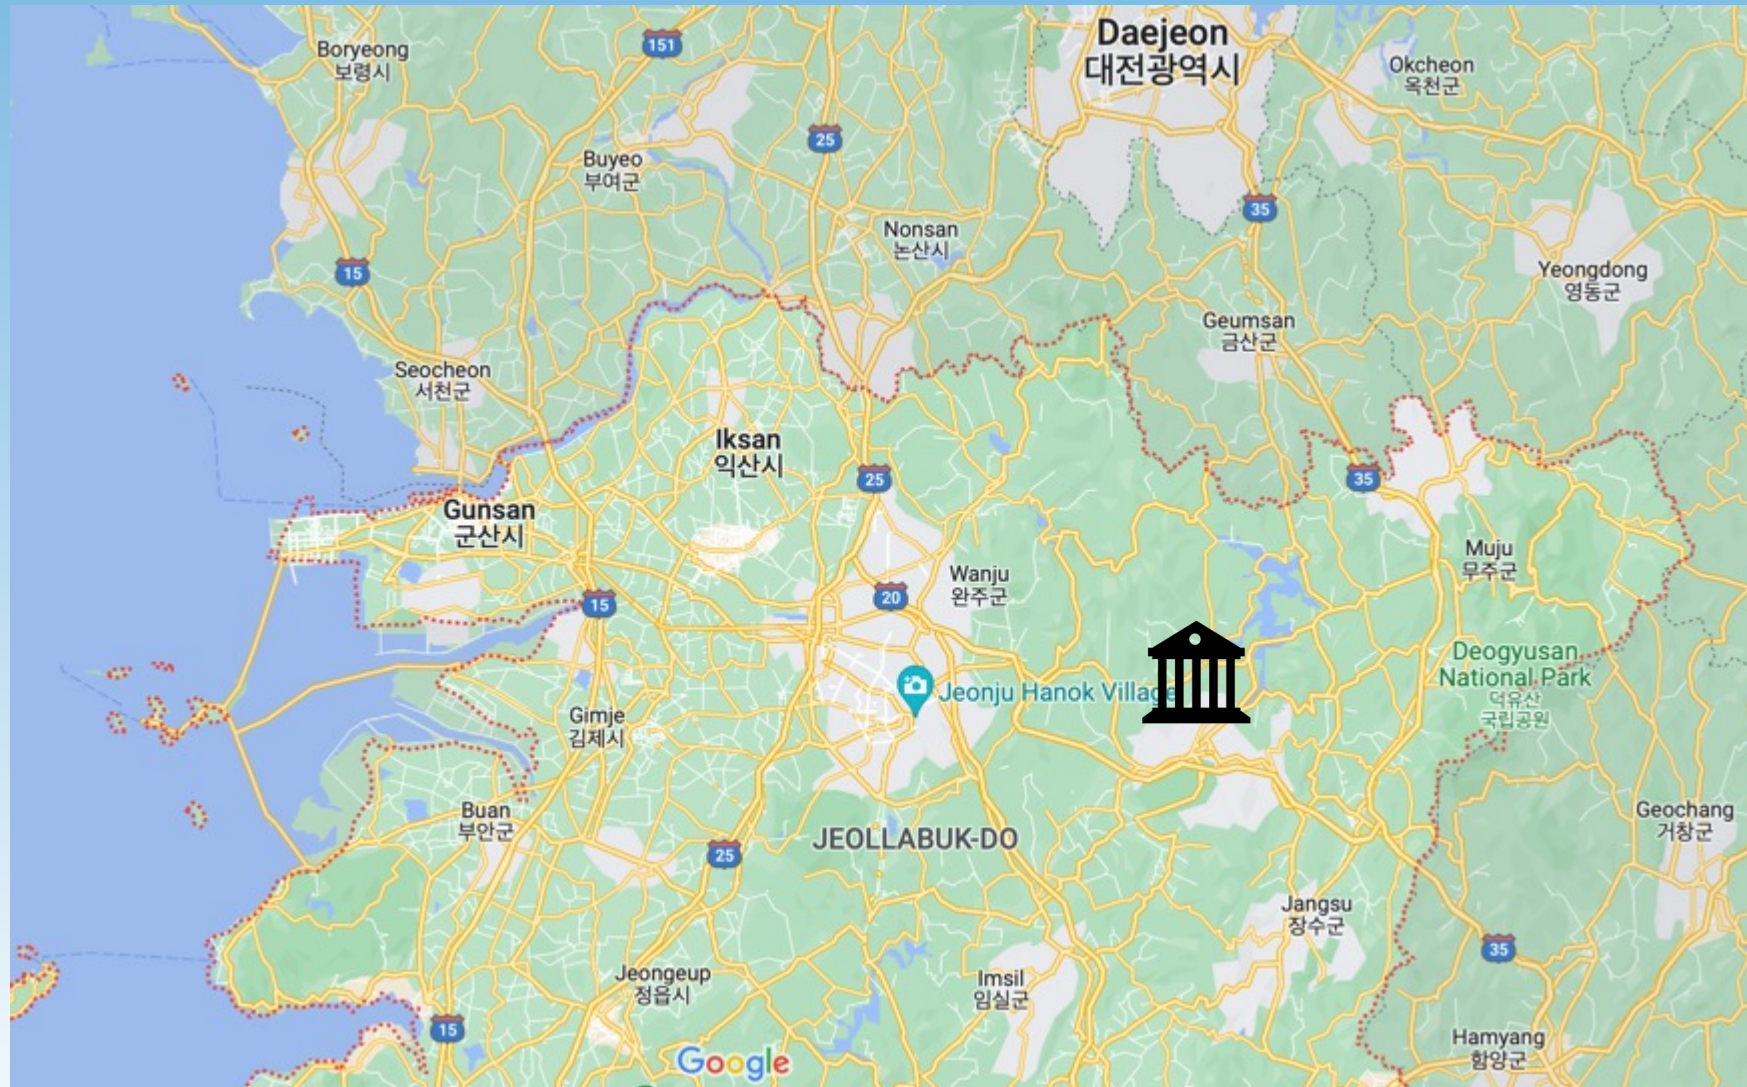 Boryeong
보령시
151
Daejeon
대전광역시
Okcheon
옥천군
25
Buyeo
부여군
35
Nonsan
논산시
15
Yeongdong
영동군
Geumsan
금산군
Seocheon
서천군
Iksan
익산시
25
35
Gunsan
군산시
Muju
무주군
Wanju
완주군
20
15
Deogyusan
National Park
덕유산
국립공원
Jeonju Hanok Village
Gimje
김제시
Buan
부안군
JEOLLABUK-DO
Geochang
거창군
25
Jangsu
장수군
35
Jeongeup
정읍시
Imsil
임실군
15
Hamyang
함양군
Google